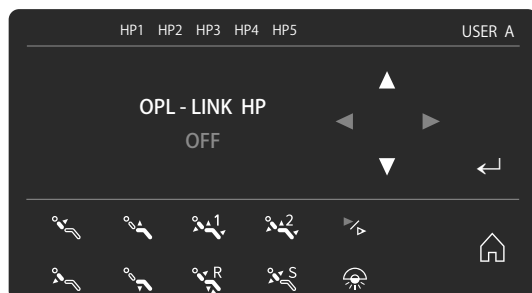 HP1 HP2 HP3 HP4 HP5 USER A
OPL - LINK HP
OFF
1 2
R S